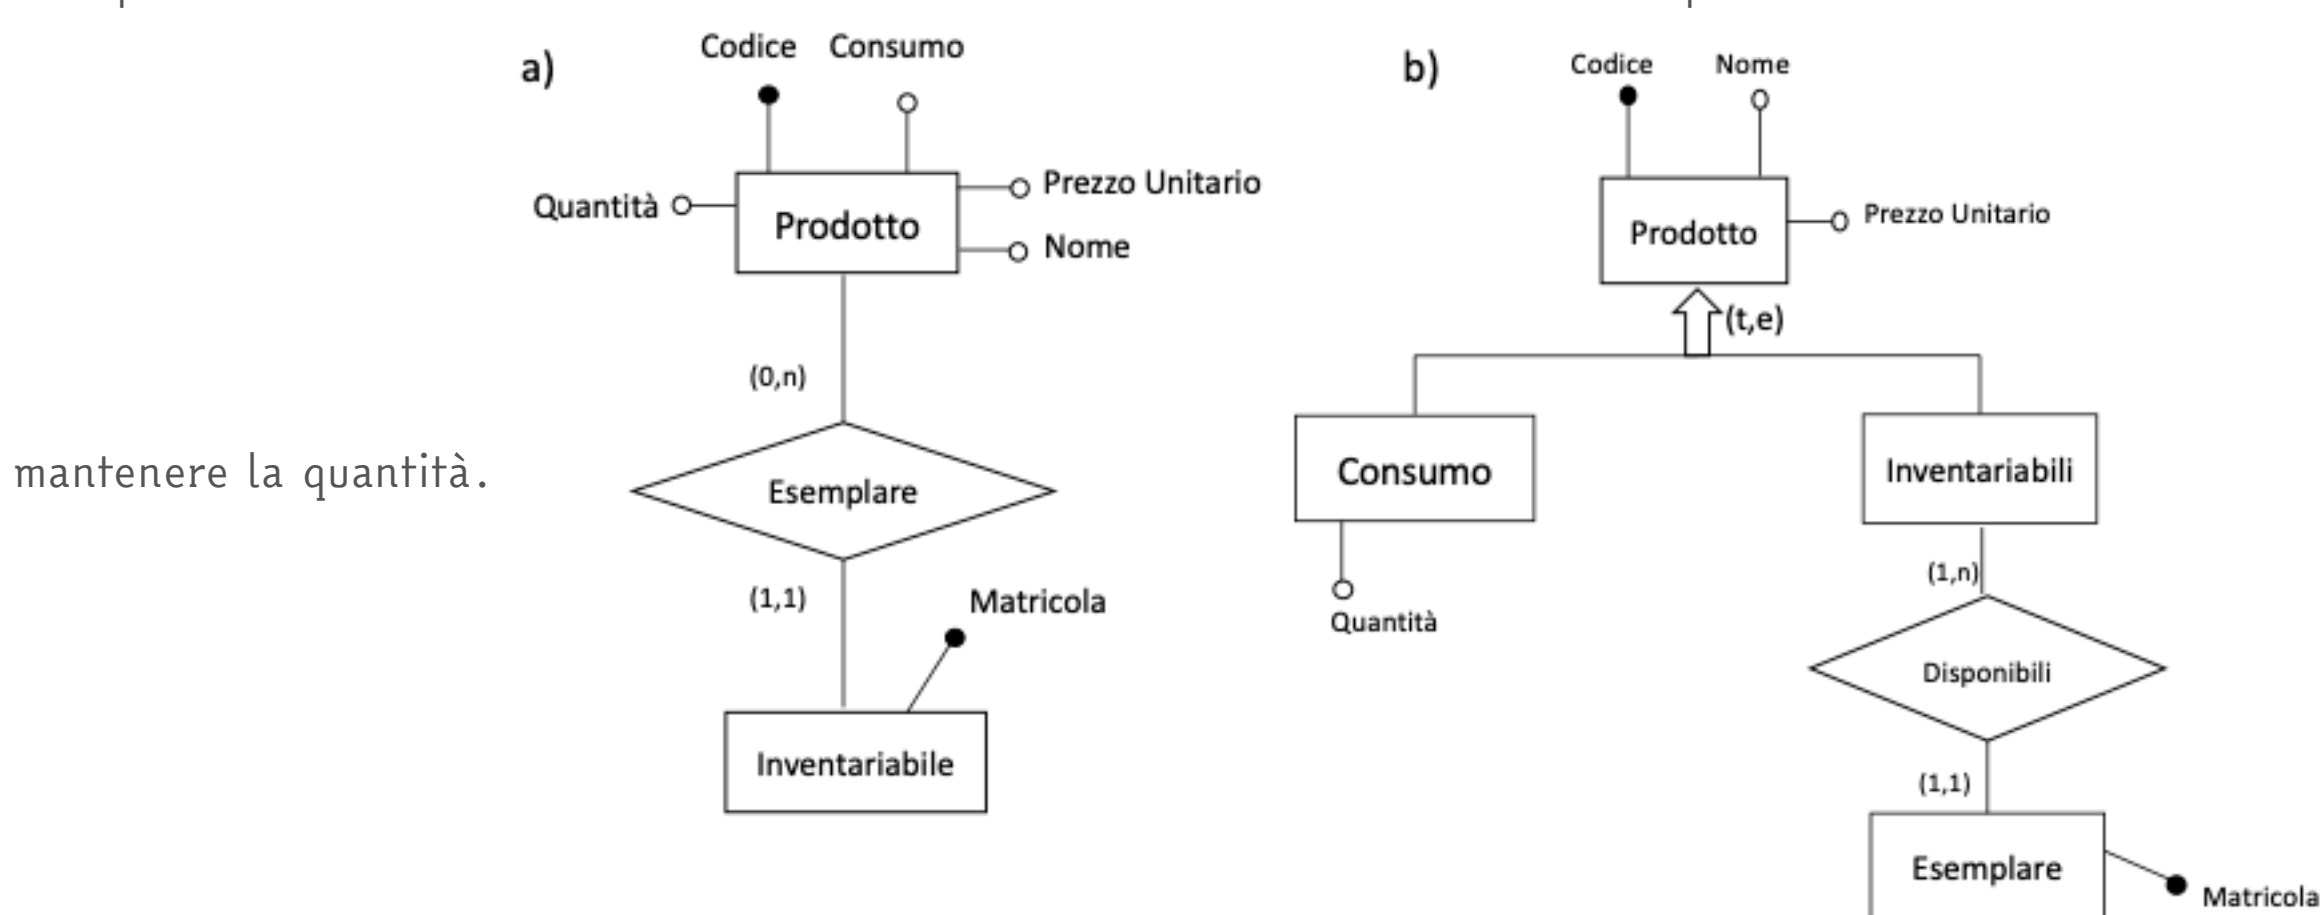 mantenere la quantità.
a)
Codice Consumo
Quantità
Prodotto
Prezzo Unitario
Nome
(0,n)
Esemplare
(1,1)
Matricola
Inventariabile
b)
Codice Nome
Prodotto
Prezzo Unitario
(t,e)
Consumo
Inventariabili
Quantità
(1,n)
Disponibili
(1,1)
Esemplare
Matricola